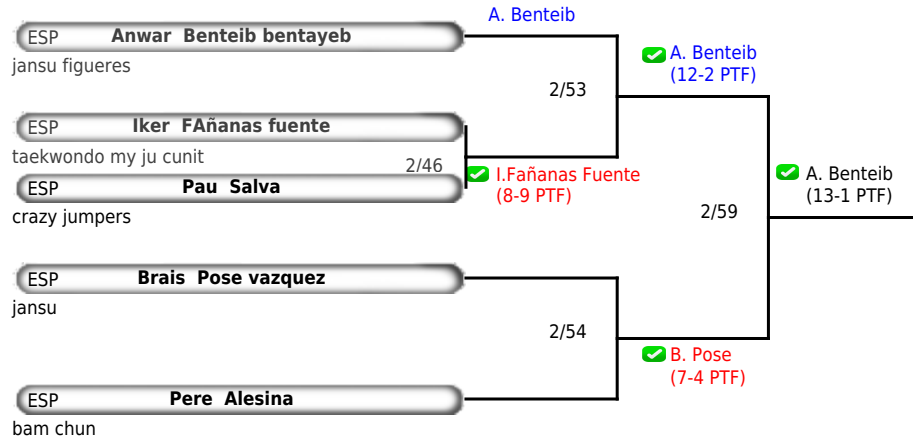 A. Benteib
ESP Anwar Benteib bentayeb
jansu figueres
A. Benteib
(12-2 PTF)
2/53
ESP Iker FAñanas fuente
taekwondo my ju cunit
2/46
I.Fañanas Fuente
(8-9 PTF)
A. Benteib
(13-1 PTF)
ESP Pau Salva
crazy jumpers
2/59
ESP Brais Pose vazquez
jansu
2/54
B. Pose
(7-4 PTF)
ESP Pere Alesina
bam chun